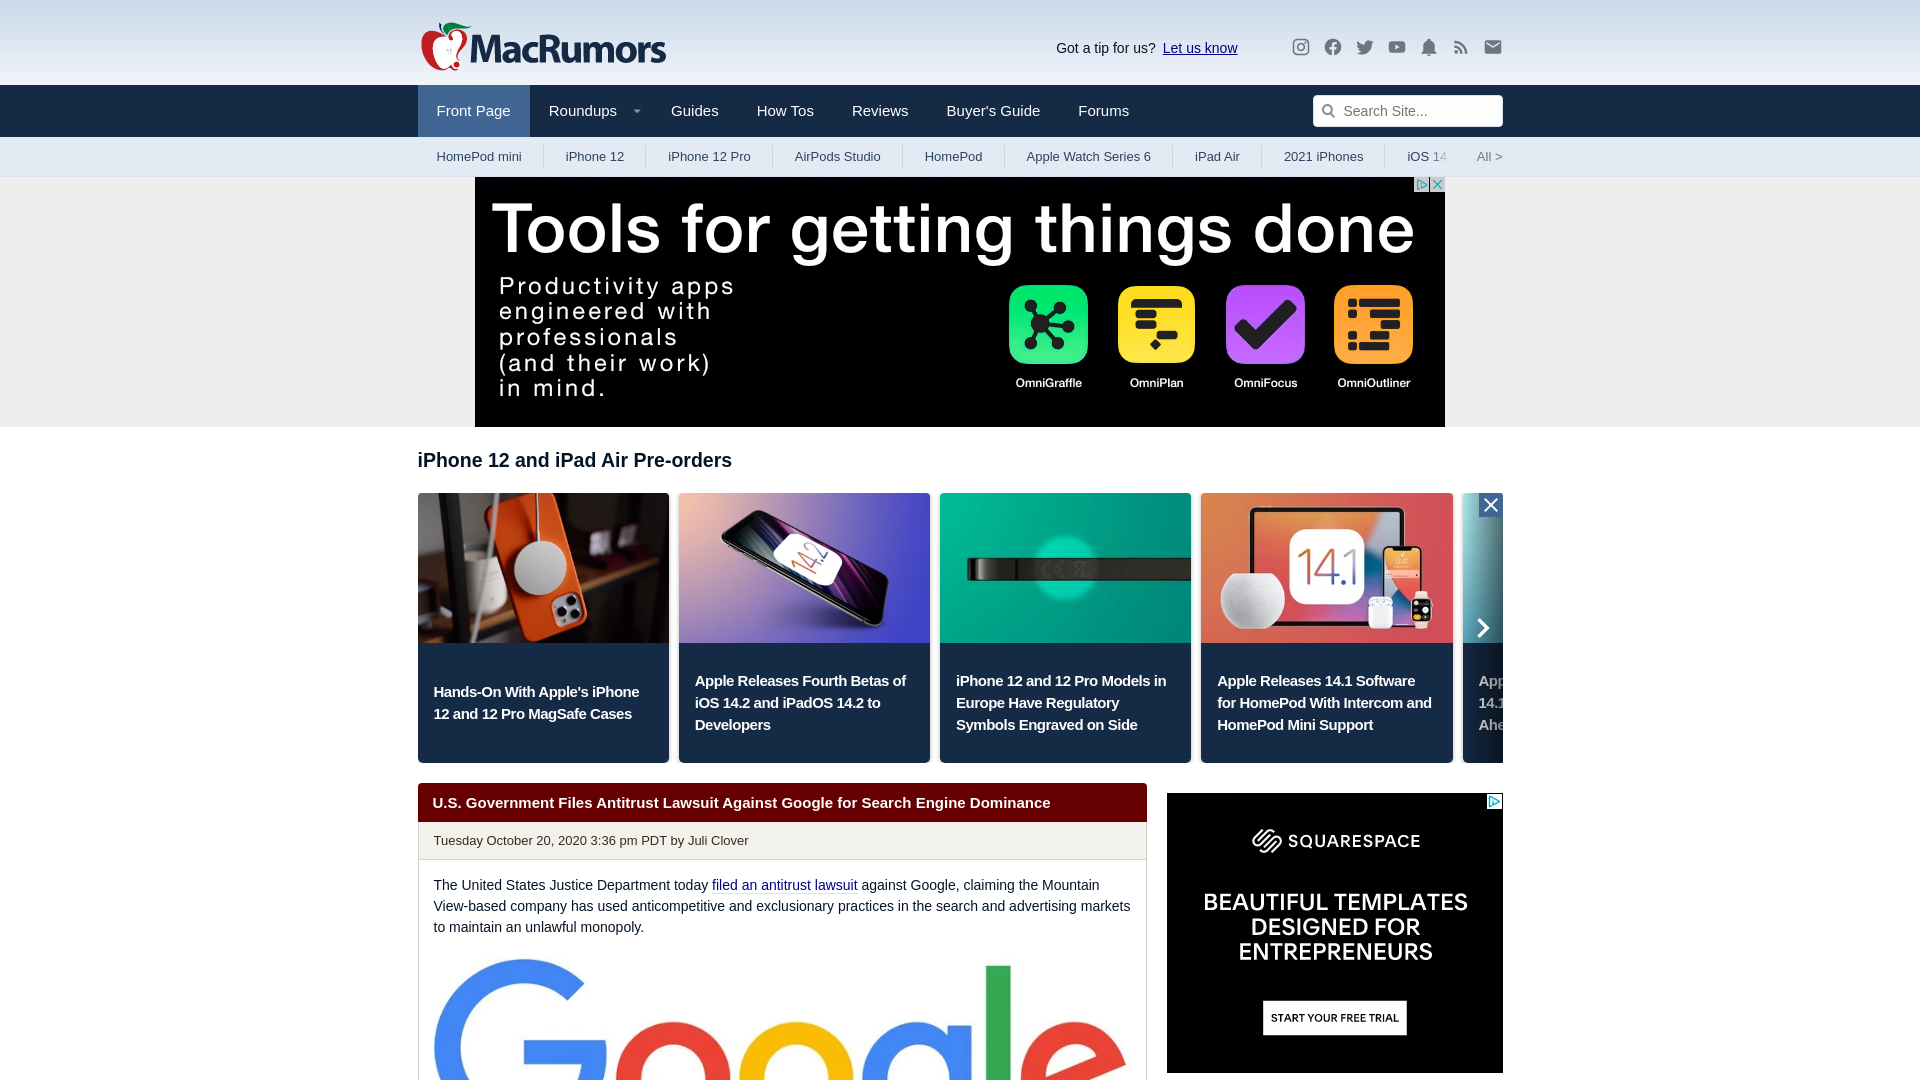 MacRumors
Got a tip for us? Let us know
Front Page
Roundups
Guides
How Tos
Reviews
Buyer's Guide
Forums
Search Site...
HomePod mini
iPhone 12
iPhone 12 Pro
AirPods Studio
HomePod
Apple Watch Series 6
iPad Air
2021 iPhones
iOS 14
All >
Tools for getting things done
Productivity apps
engineered with
professionals
(and their work)
in mind.
OmniGraffle
OmniPlan
OmniFocus
OmniOutliner
iPhone 12 and iPad Air Pre-orders
14.2
14.1
Hands-On With Apple's iPhone
12 and 12 Pro MagSafe Cases
Apple Releases Fourth Betas of
iOS 14.2 and iPadOS 14.2 to
Developers
iPhone 12 and 12 Pro Models in
Europe Have Regulatory
Symbols Engraved on Side
Apple Releases 14.1 Software
for HomePod With Intercom and
HomePod Mini Support
App
14.1
Ahe
U.S. Government Files Antitrust Lawsuit Against Google for Search Engine Dominance
Tuesday October 20, 2020 3:36 pm PDT by Juli Clover
The United States Justice Department today filed an antitrust lawsuit against Google, claiming the Mountain
View-based company has used anticompetitive and exclusionary practices in the search and advertising markets
to maintain an unlawful monopoly.
Google
SQUARESPACE
BEAUTIFUL TEMPLATES
DESIGNED FOR
ENTREPRENEURS
START YOUR FREE TRIAL